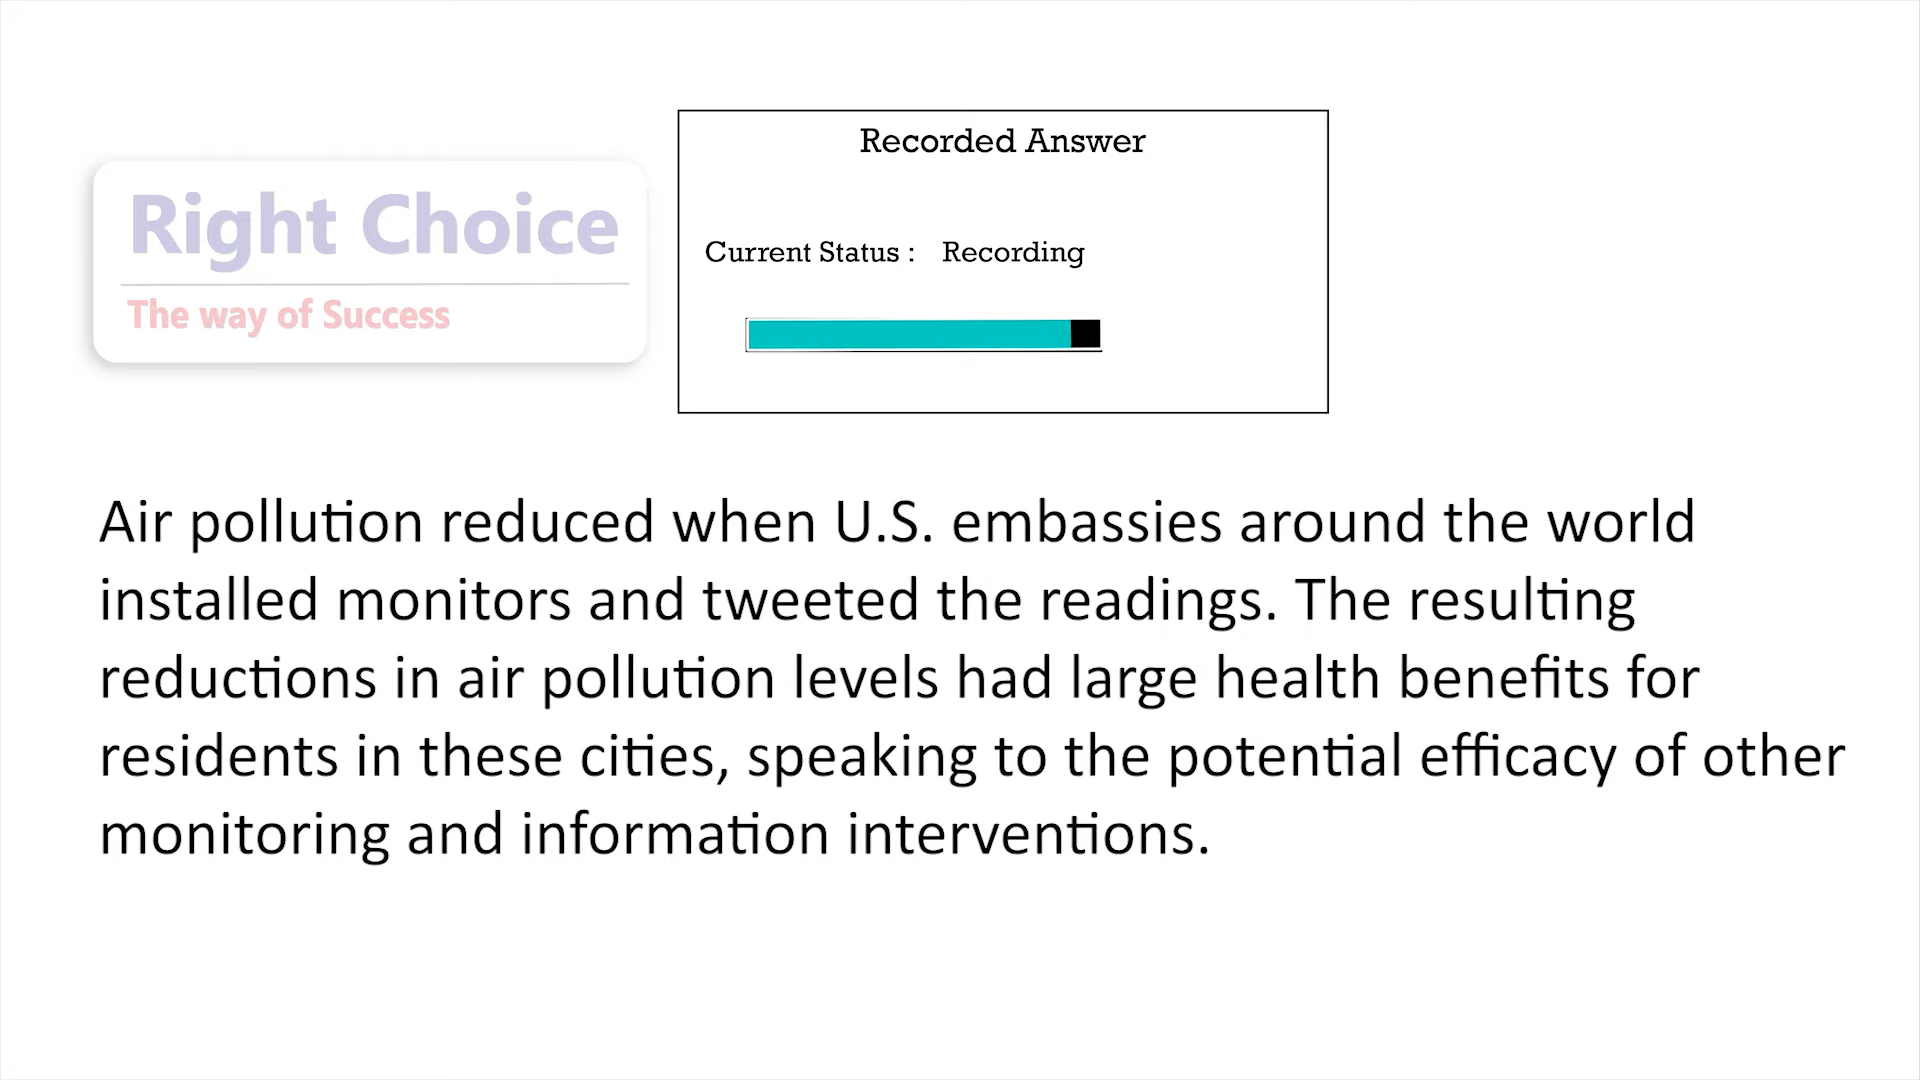 Right Choice
The way of Success
Recorded Answer
Current Status : Recording
Air pollution reduced when U.S. embassies around the world
installed monitors and tweeted the readings. The resulting
reductions in air pollution levels had large health benefits for
residents in these cities, speaking to the potential efficacy of other
monitoring and information interventions.